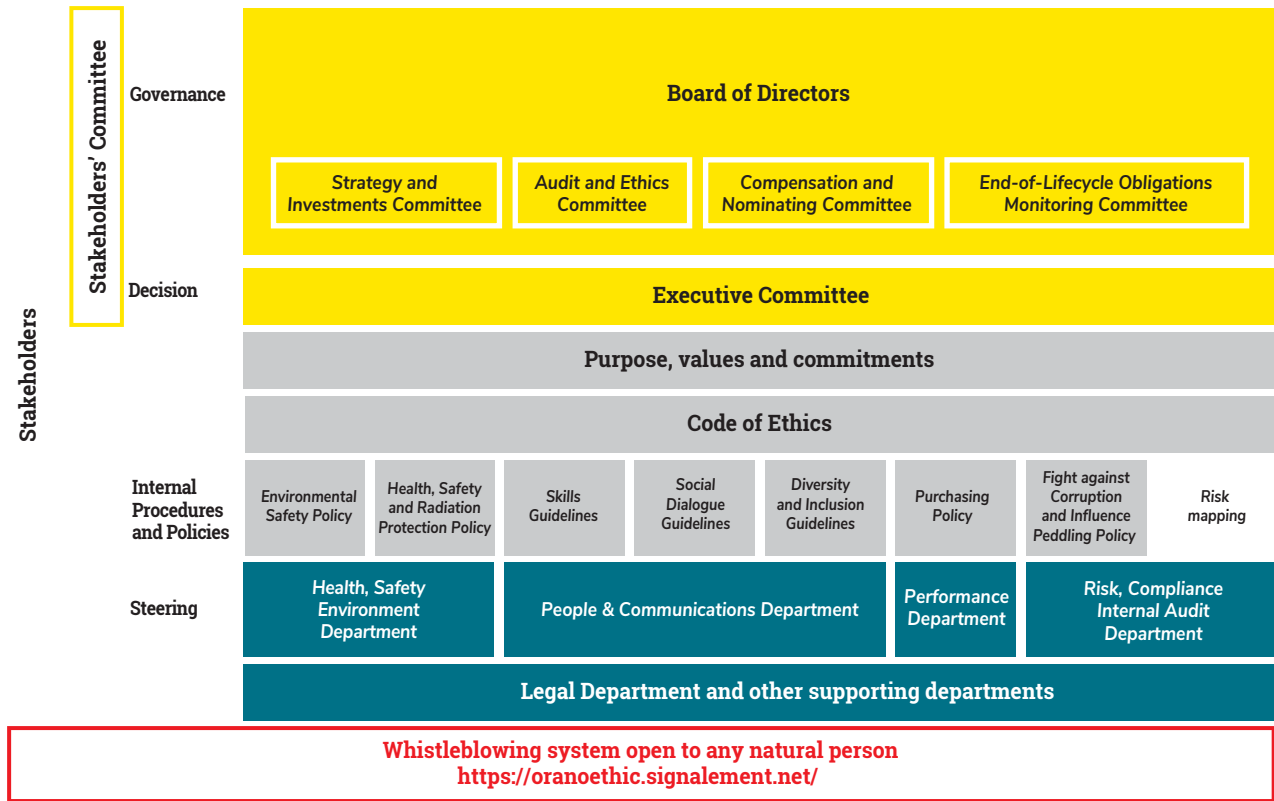 Stakeholders
Stakeholders' Committee
Governance
Board of Directors
Strategy and
Investments Committee
Audit and Ethics
Committee
Compensation and
Nominating Committee
End-of-Lifecycle Obligations
Monitoring Committee
Decision
Executive Committee
Purpose, values and commitments
Code of Ethics
Internal
Procedures
and Policies
Environmental
Safety Policy
Health, Safety
and Radiation
Protection Policy
Skills
Guidelines
Social
Dialogue
Guidelines
Diversity
and Inclusion
Guidelines
Purchasing
Policy
Fight against
Corruption
and Influence
Peddling Policy
Risk
mapping
Steering
Health, Safety
Environment
Department
People & Communications Department
Performance
Department
Risk, Compliance
Internal Audit
Department
Legal Department and other supporting departments
Whistleblowing system open to any natural person
https://oranoethic.signalement.net/